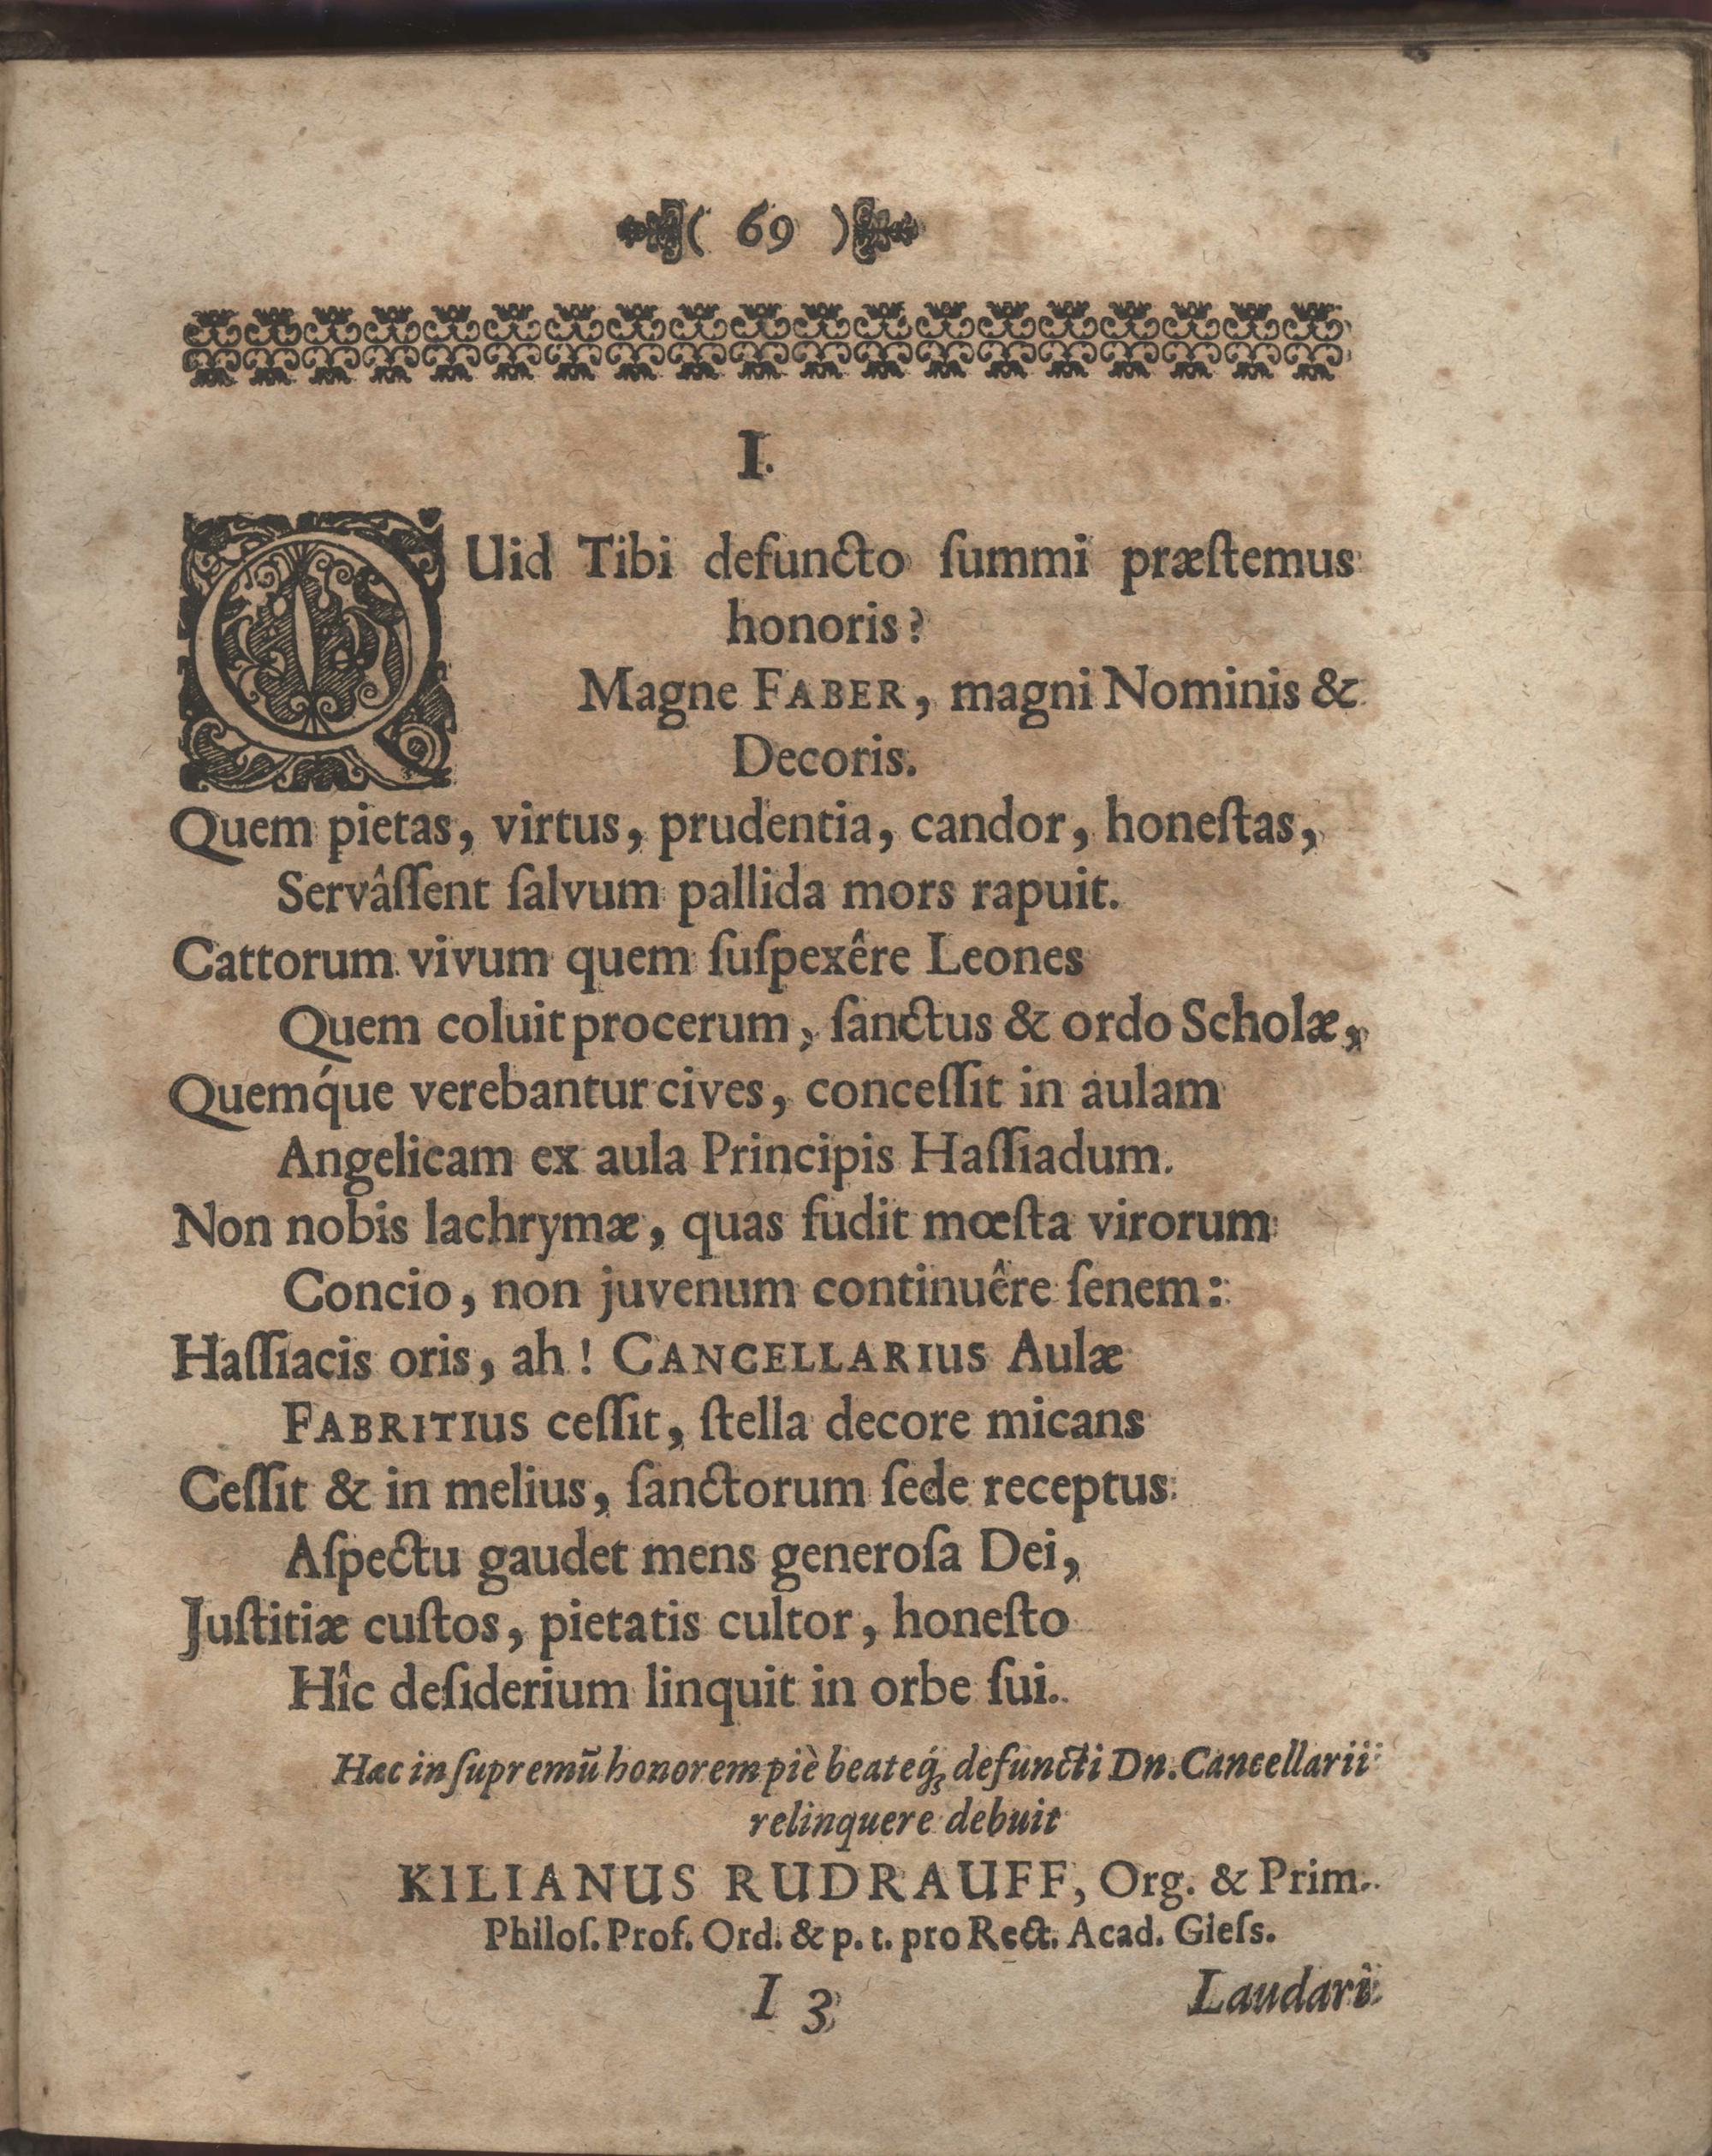 ( 69 )
I.
QUid Tibi defuncto ſummi præſtemus
honoris?
Magne FABER, magni Nominis &
Decoris.
Quem pietas, virtus, prudentia, candor, honeſtas,
Servâſſent ſalvum pallida mors rapuit.
Cattorum vivum quem ſuſpexêre Leones
Quem coluit procerum, ſanctus & ordo Scholæ,
Quemq́ue verebantur cives, conceſſit in aulam
Angelicam ex aula Principis Haſſiadum.
Non nobis lachrymæ, quas fudit mœſta virorum
Concio, non juvenum continuêre ſenem:
Haſſiacis oris, ah! CANCELLARIUS Aulæ
FABRITIUS ceſſit, ſtella decore micans
Ceſſit & in melius, ſanctorum ſede receptus
Aſpectu gaudet mens generoſa Dei,
Juſtitiæ cuſtos, pietatis cultor, honeſto
Hîc deſiderium linquit in orbe ſui.
Hæc in ſupremū honorem piè beateq́ꝫ defuncti Dn. Cancellarii
relinquere debuit
KILIANUS RUDRAUFF, Org. & Prim.
Philoſ. Prof. Ord. & p. t. pro Rect. Acad. Gieſs.
I 3 Laudari